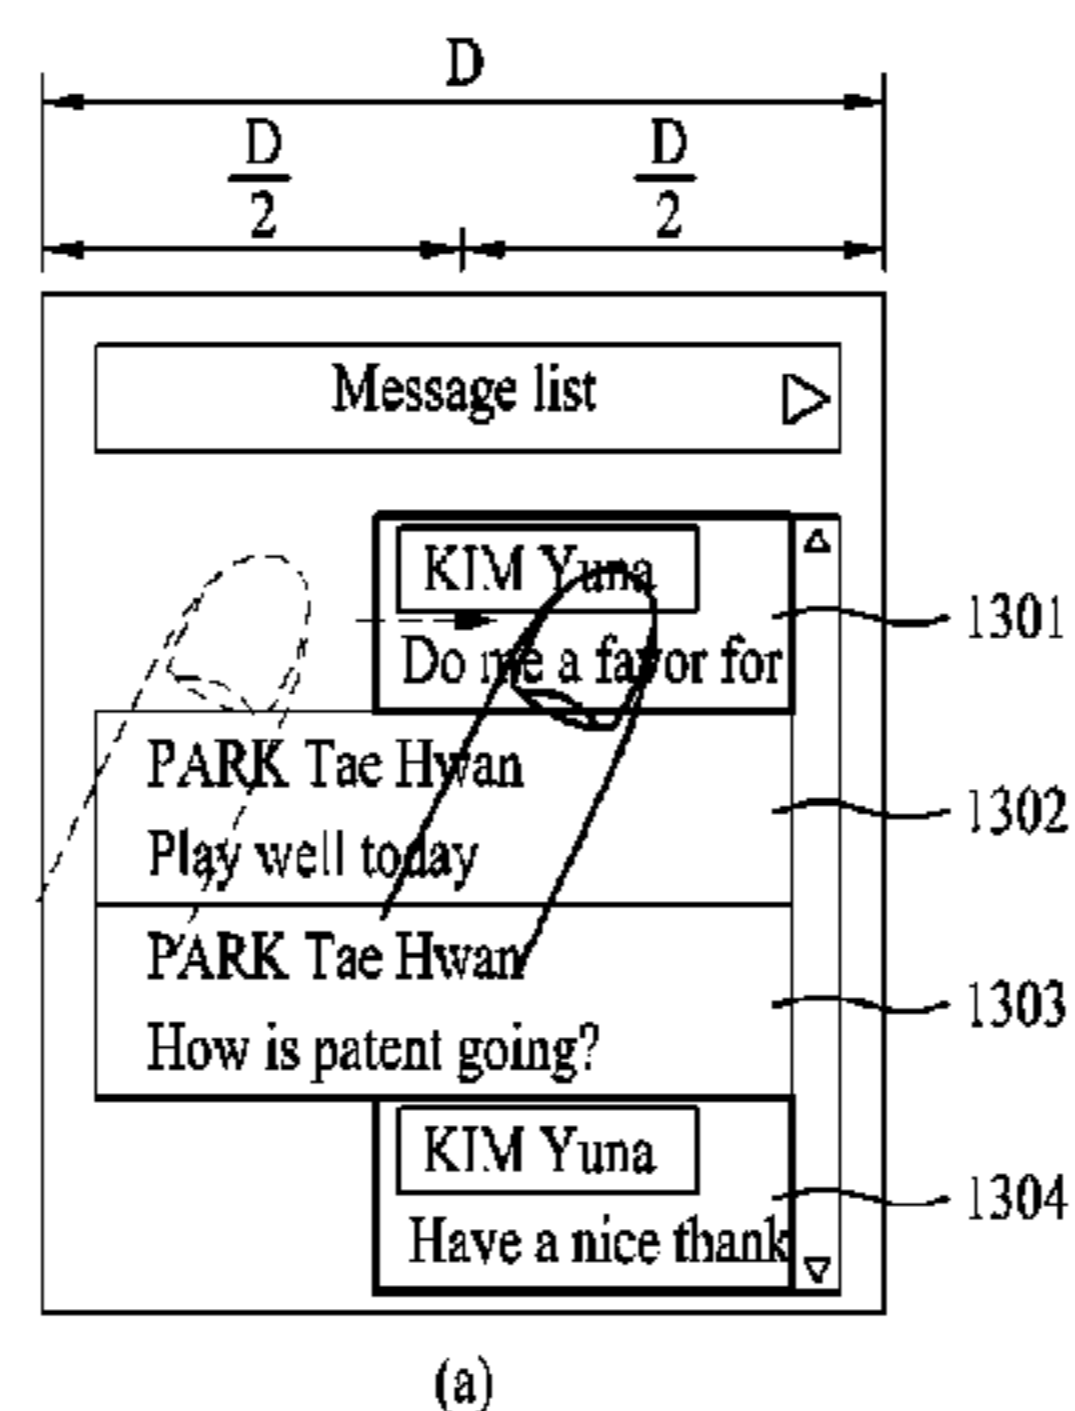 D
D
2
D
2
Message list
KIM Yuna
Do me a favor for
1301
PARK Tae Hwan
Play well today
1302
PARK Tae Hwan
How is patent going?
1303
KIM Yuna
Have a nice thank
1304
(a)